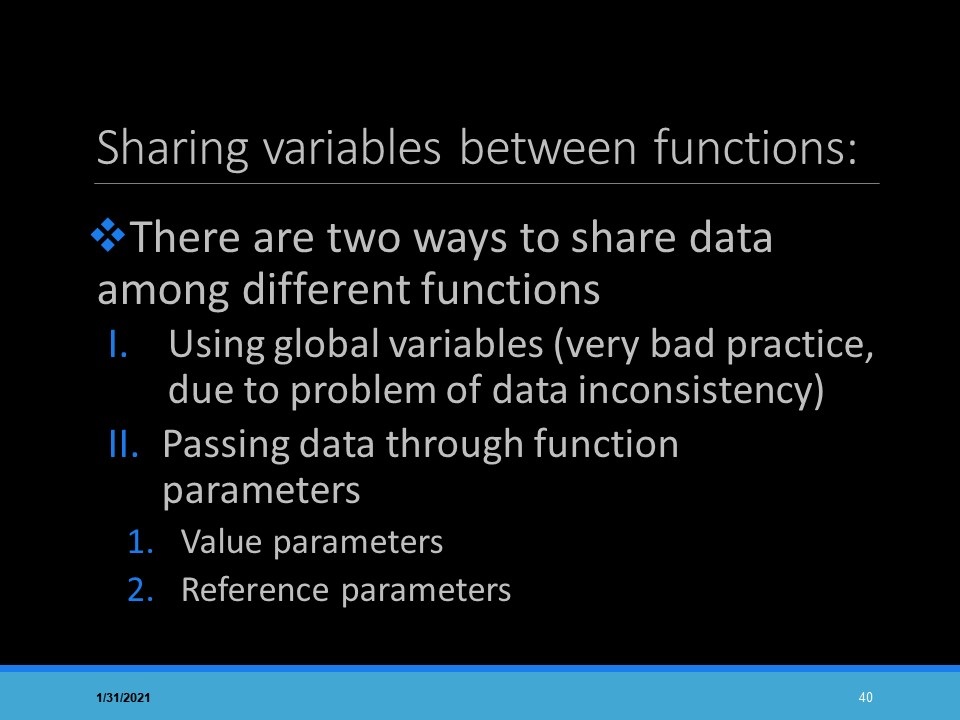 Sharing variables between functions:
❖There are two ways to share data
among different functions
I. Using global variables (very bad practice,
due to problem of data inconsistency)
II. Passing data through function
parameters
1. Value parameters
2. Reference parameters
1/31/2021 40